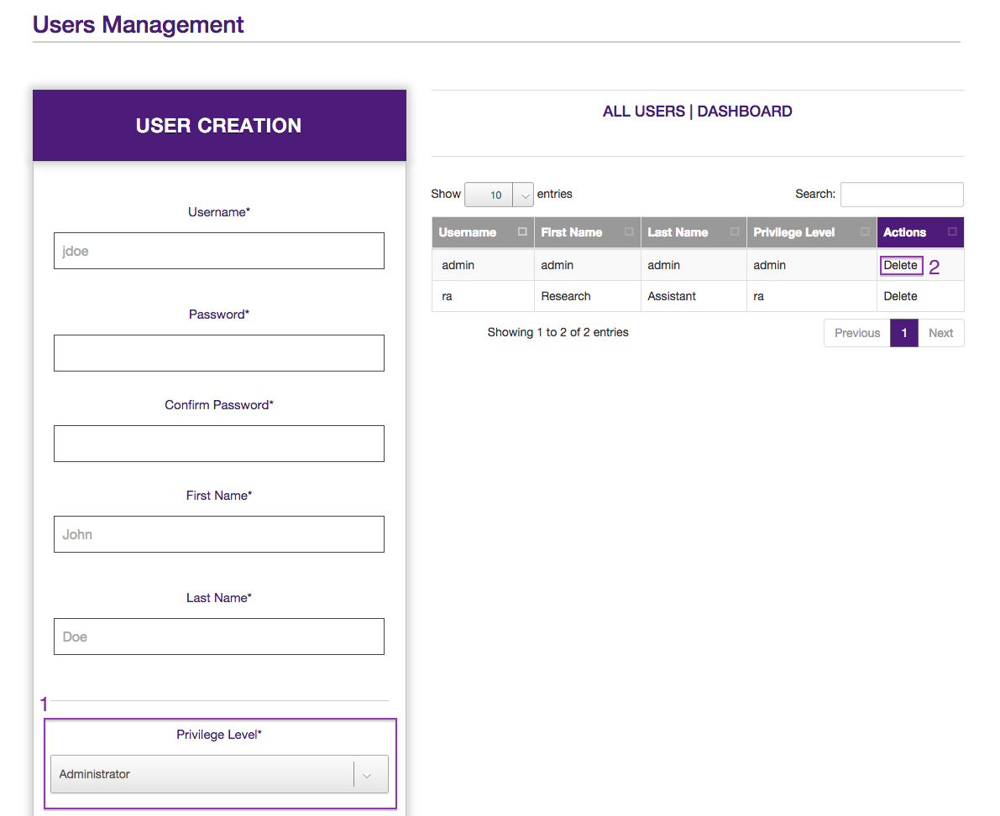 Users Management
USER CREATION
Username*
jdoe
Password*
Confirm Password*
First Name*
John
Last Name*
Doe
1
Privilege Level*
Administrator
ALL USERS | DASHBOARD
Show 10 entries Search:
Username First Name Last Name Privilege Level Actions
admin admin admin admin Delete 2
ra Research Assistant ra Delete
Showing 1 to 2 of 2 entries Previous 1 Next